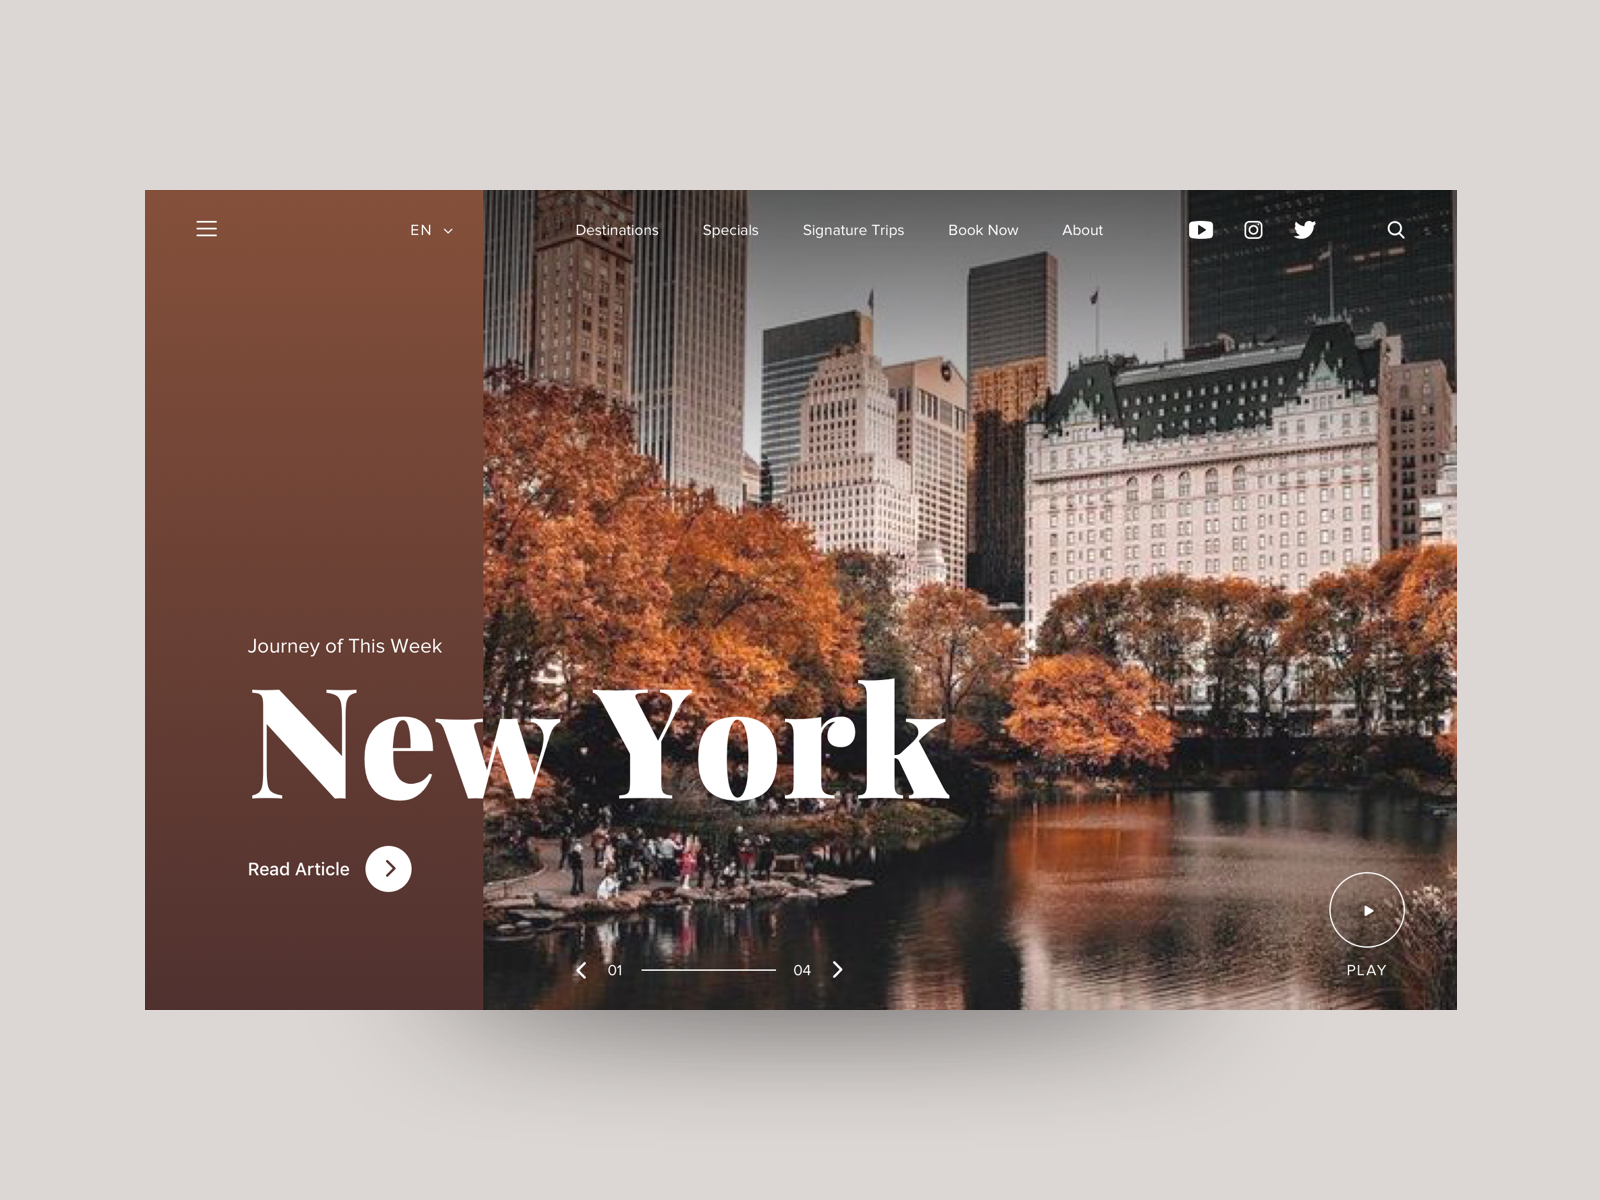 EN
Destinations
Specials
Signature Trips
Book Now
About
Journey of This Week
New York
Read Article
01
04
PLAY